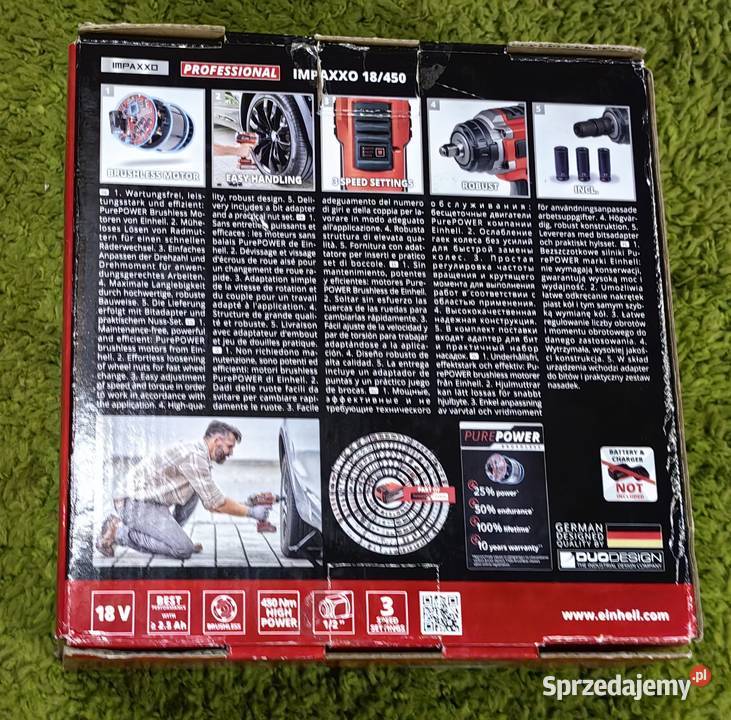 IMPAXXO PROFESSIONAL IMPAXXO 18/450
1
2
3
4
5
BRUSHLESS MOTOR
EASY HANDLING
3 SPEED SETTINGS
ROBUST
INCL.
1. Wartungsfrei, leis-
tungsstark und effizient:
PurePOWER Brushless Mo-
toren von Einhell. 2. Mühe-
loses Lösen von Radmut-
tern für einen schnellen
Räderwechsel. 3. Einfaches
Anpassen der Drehzahl und
Drehmoment für anwen-
dungsgerechtes Arbeiten.
4. Maximale Langlebigkeit
durch hochwertige, robuste
Bauweise. 5. Die Lieferung
erfolgt mit Bitadapter und
praktischen Nuss-Set. 1.
Maintenance-free, powerful
and efficient: PurePOWER
brushless motors from Ein-
hell. 2. Effortless loosening
of wheel nuts for fast wheel
change. 3. Easy adjustment
of speed and torque in order
to work in accordance with
the application. 4. High-qua-
lity, robust design. 5. Deli-
very includes a bit adapter
and a practical nut set. 1.
Sans entretien, puissants et
efficaces : les moteurs sans
balais PurePOWER de Ein-
hell. 2. Dévissage et vissage
d'écrous de roue aisé pour
un changement de roue ra-
pide. 3. Adaptation simple
de la vitesse de rotation et
du couple pour un travail
adapté à l'application. 4.
Structure de grande quali-
té et robuste. 5. Livraison
avec adaptateur d'embout
et jeu de douilles pratique.
1. Non richiedono ma-
nutenzione, sono potenti ed
efficienti: motori brushless
PurePOWER di Einhell. 2.
Dadi delle ruote facili da
svitare per cambiare rapi-
damente le ruote. 3. Facile
adeguamento del numero
di giri e della coppia per la-
vorare in modo adeguato
all'applicazione. 4. Robusta
struttura di elevata qua-
lità. 5. Fornitura con adat-
tatore per inserti e pratico
set di boccole. 1. Sin
mantenimiento, potentes
y eficientes: motores Pure-
POWER Brushless de Einhell.
2. Soltar sin esfuerzo las
tuercas de las ruedas para
cambiarlas rápidamente. 3.
Fácil ajuste de la velocidad y
par de torsión para trabajar
adaptándose a la aplica-
ción. 4. Diseño robusto de
alta calidad. 5. La entrega
incluye un adaptador de
puntas y un práctico juego
de brocas. 1. Мощные,
эффективные и не
требующие технического
обслуживания:
бесщеточные двигатели
PurePOWER компании
Einhell. 2. Ослабление
гаек колеса без усилий
для быстрой замены
колес. 3. Простая
регулировка частоты
вращения и крутящего
момента для выполнения
работ в соответствии с
областью применения.
4. Высококачественная
надежная конструкция.
5. В комплект поставки
входят адаптер для бит
и практичный набор
насадок. 1. Underhållsfri,
effektstark och effektiv: Pu-
rePOWER brushless motorer
från Einhell. 2. Hjulmuttrar
kan lätt lossas för snabbt
hjulbyte. 3. Enkel anpassning
av varvtal och vridmoment
för användningsanpassade
arbetsuppgifter. 4. Högvär-
dig, robust konstruktion. 5.
Levereras med bitsadapter
och praktiskt hylsset. 1.
Bezszczotkowe silniki Pu-
rePOWER marki Einhell
nie wymagają konserwacji,
gwarantują wysoką moc i
wydajność. 2. Umożliwia
łatwe odkręcanie nakrętek
piast kół i tym samym szyb-
ką wymianę kół. 3. Łatwe
regulowanie liczby obrotów
i momentu obrotowego do
danego zastosowania. 4.
Wytrzymała, wysokiej jakoś-
ci konstrukcja. 5. W skład
urządzenia wchodzi adapter
do bitów i praktyczny zestaw
nasadek.
PUREPOWER
BRUSHLESS
25% power*
50% endurance*
100% lifetime*
10 years warranty**
BATTERY &
CHARGER
NOT
INCLUDED
GERMAN
DESIGNED
QUALITY BY
DUODESIGN
THE INDUSTRIAL DESIGN COMPANY
18 V
BEST
PERFORMANCE
WITH
≥ 2.5 Ah
BRUSHLESS
450 Nm
HIGH
POWER
1/2"
3
SPEED
SETTINGS
www.einhell.com
Sprzedajemy.pl